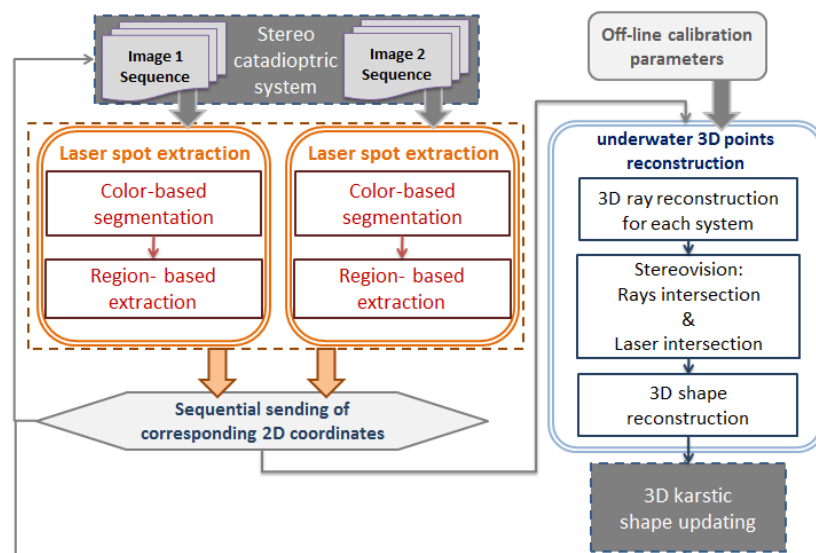 Image 1
Sequence
Stereo
catadioptric
system
Image 2
Sequence
Off-line calibration
parameters
Laser spot extraction
Color-based
segmentation
Region- based
extraction
Laser spot extraction
Color-based
segmentation
Region- based
extraction
Sequential sending of
corresponding 2D coordinates
underwater 3D points
reconstruction
3D ray reconstruction
for each system
Stereovision:
Rays intersection
&
Laser intersection
3D shape
reconstruction
3D karstic
shape updating